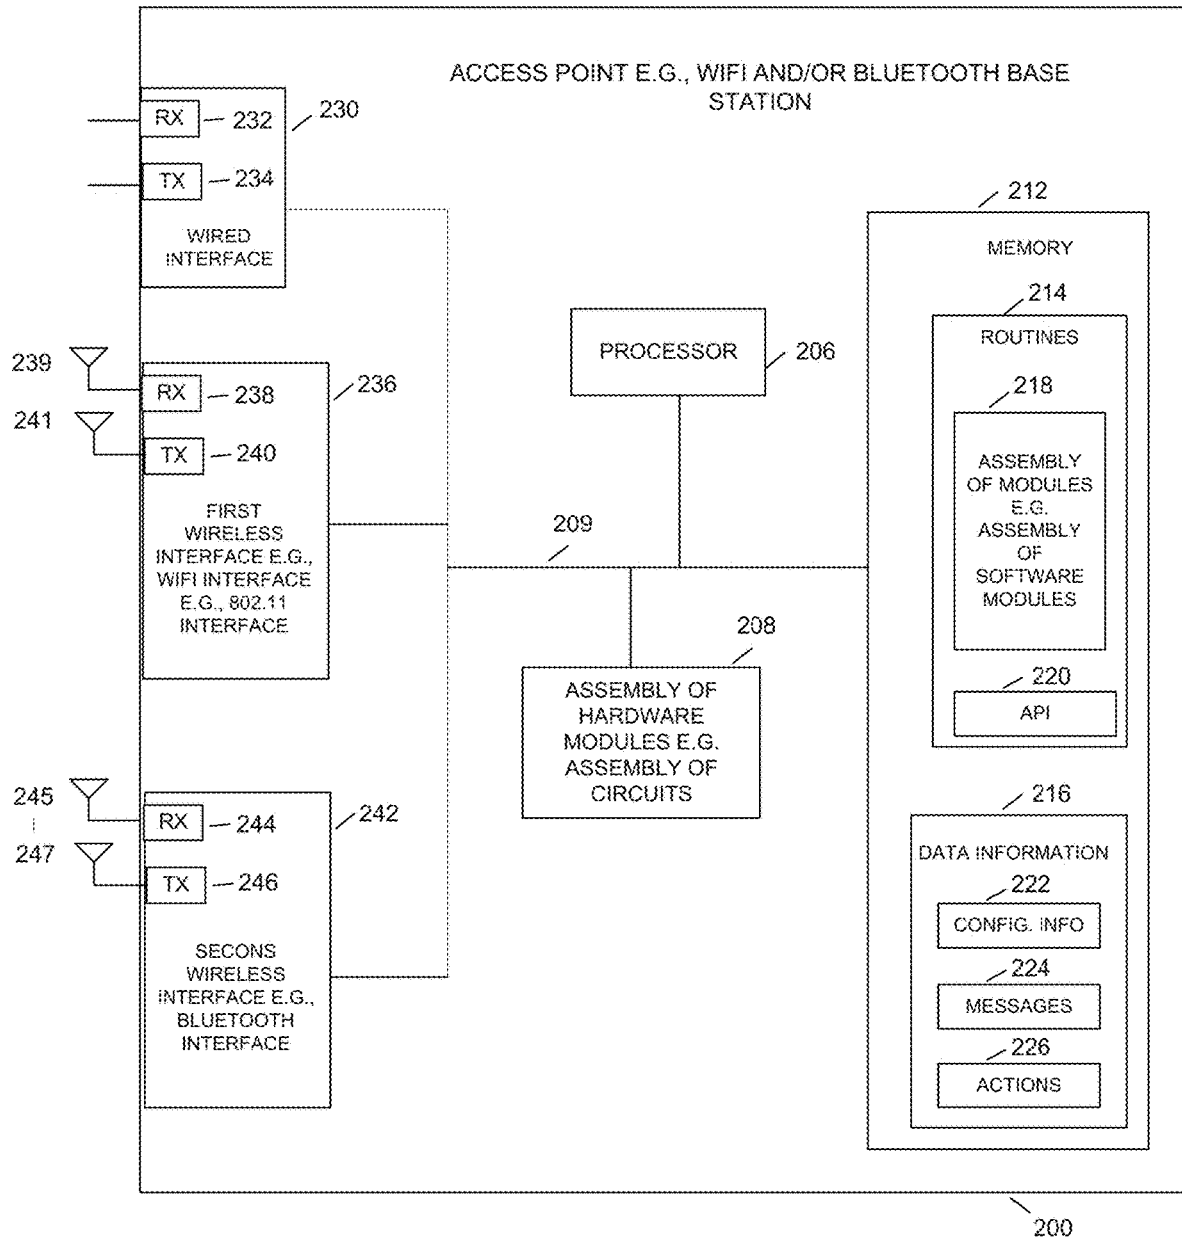 ACCESS POINT E.G., WIFI AND/OR BLUETOOTH BASE
STATION
RX
232
230
TX
234
WIRED
INTERFACE
239
RX
238
236
241
TX
240
FIRST
WIRELESS
INTERFACE E.G.,
WIFI INTERFACE
E.G., 802.11
INTERFACE
245
RX
244
242
247
TX
246
SECONS
WIRELESS
INTERFACE E.G.,
BLUETOOTH
INTERFACE
PROCESSOR
206
209
208
ASSEMBLY OF
HARDWARE
MODULES E.G.
ASSEMBLY OF
CIRCUITS
212
MEMORY
214
ROUTINES
218
ASSEMBLY
OF MODULES
E.G.
ASSEMBLY
OF
SOFTWARE
MODULES
220
API
216
DATA INFORMATION
222
CONFIG. INFO
224
MESSAGES
226
ACTIONS
200